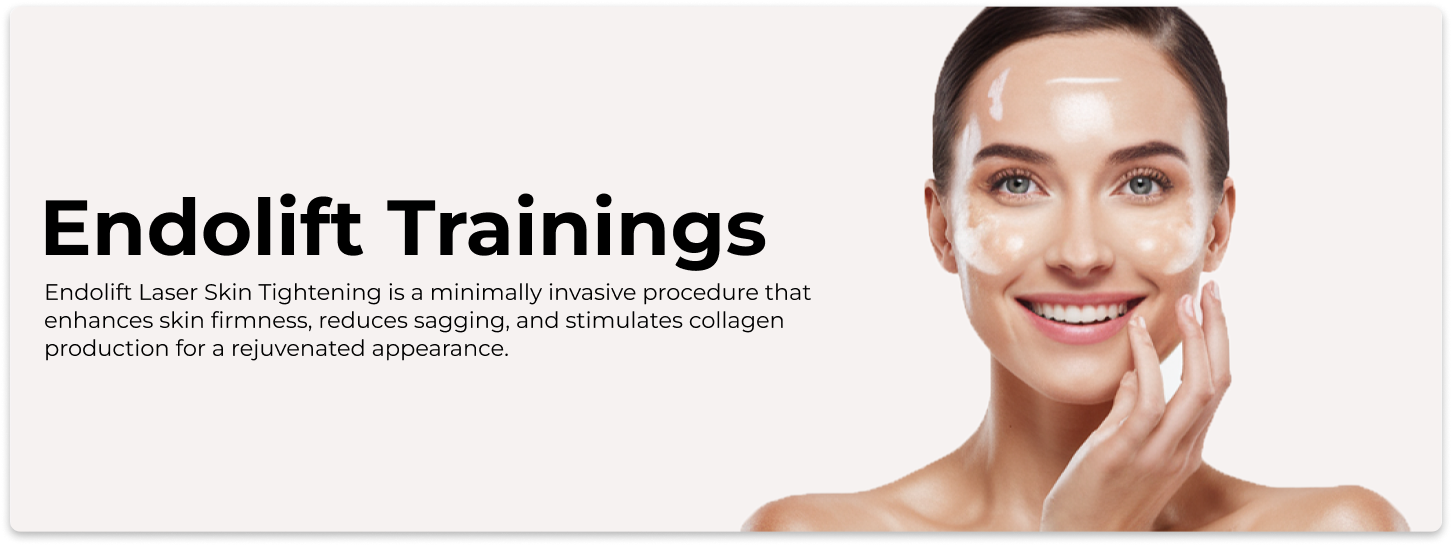 Endolift Trainings
Endolift Laser Skin Tightening is a minimally invasive procedure that
enhances skin firmness, reduces sagging, and stimulates collagen
production for a rejuvenated appearance.